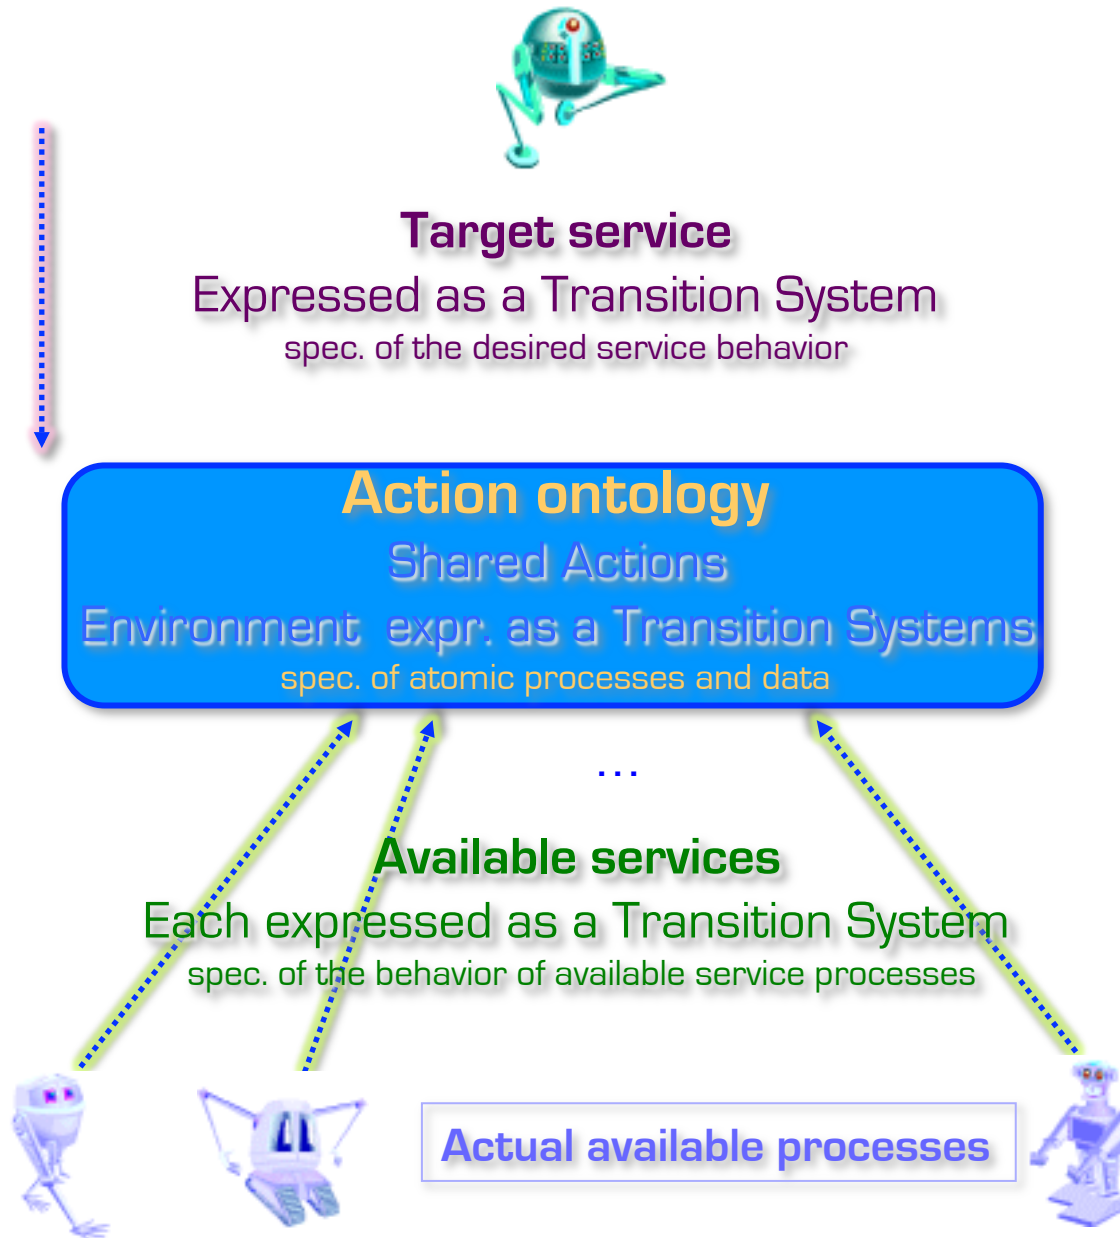 Target service
Expressed as a Transition System
spec. of the desired service behavior
Action ontology
Shared Actions
Environment expr. as a Transition Systems
spec. of atomic processes and data
...
Available services
Each expressed as a Transition System
spec. of the behavior of available service processes
Actual available processes